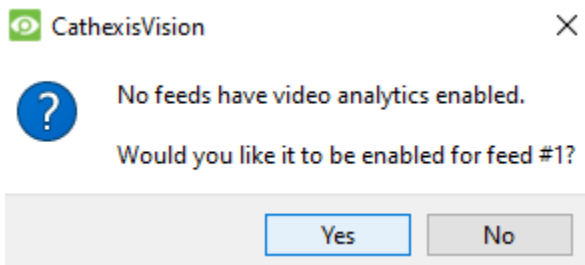 CathexisVision
No feeds have video analytics enabled.
Would you like it to be enabled for feed #1?
Yes
No